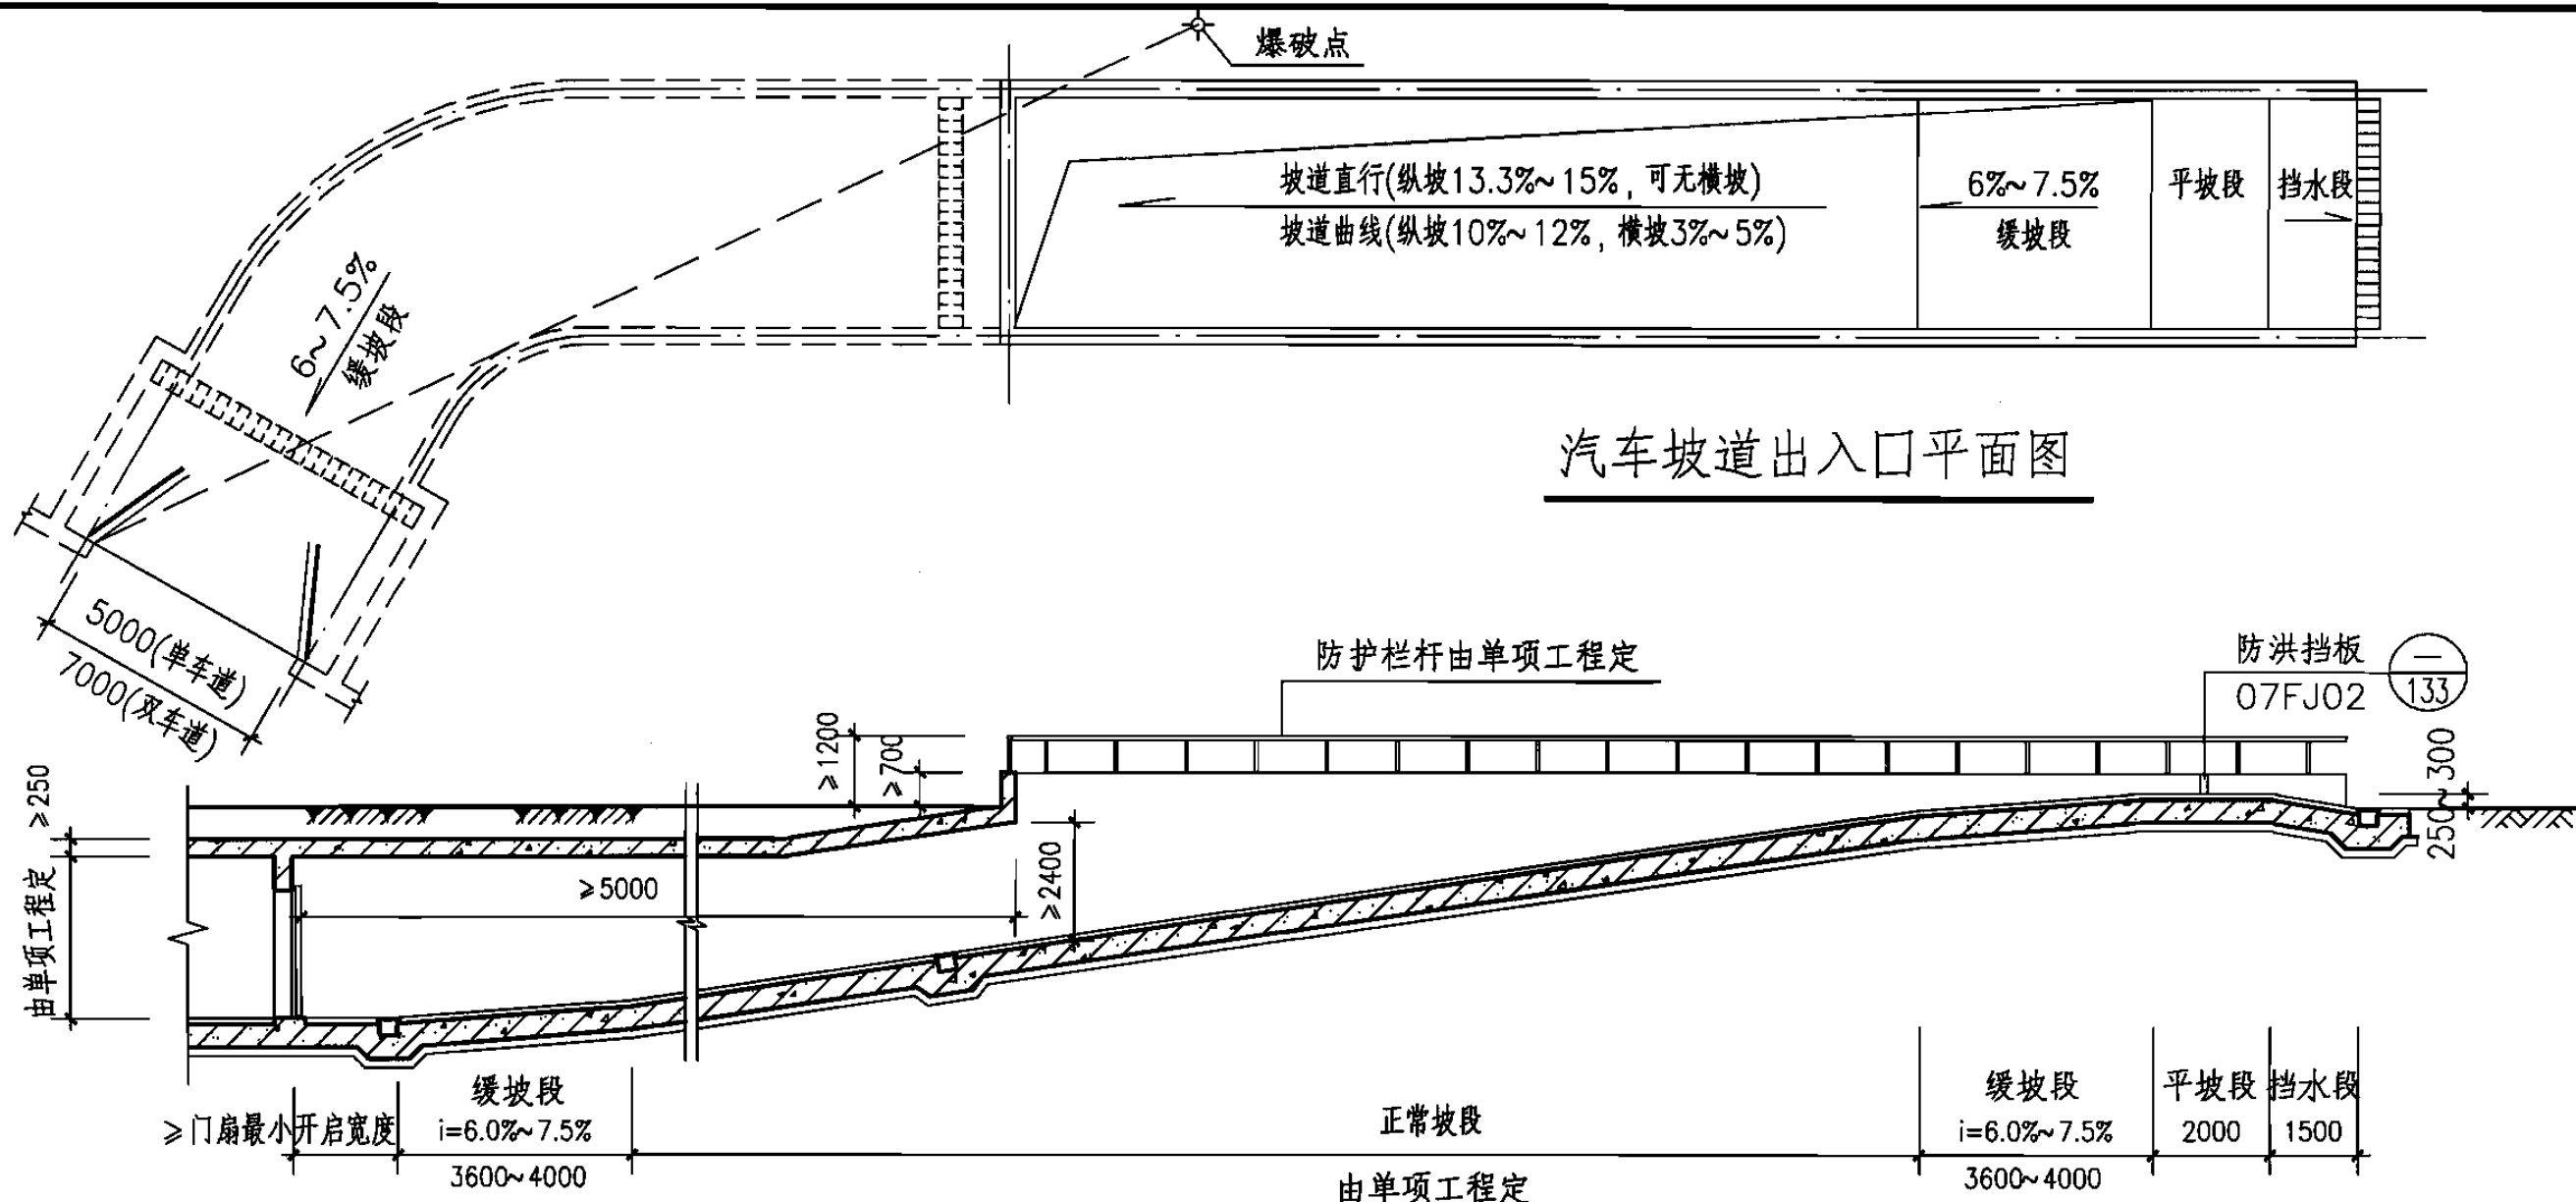 爆破点
坡道直行(纵坡13.3%~15%, 可无横坡)
坡道曲线(纵坡10%~12%, 横坡3%~5%)
6%~7.5%
缓坡段
平坡段
挡水段
6~7.5%
缓坡段
汽车坡道出入口平面图
5000(单车道)
7000(双车道)
防护栏杆由单项工程定
防洪挡板
07FJ02
—
133
≥1200
≥700
≥250
由单项工程定
≥5000
≥2400
250~300
≥门扇最小开启宽度
缓坡段
i=6.0%~7.5%
3600~4000
正常坡段
由单项工程定
缓坡段
i=6.0%~7.5%
3600~4000
平坡段
2000
挡水段
1500